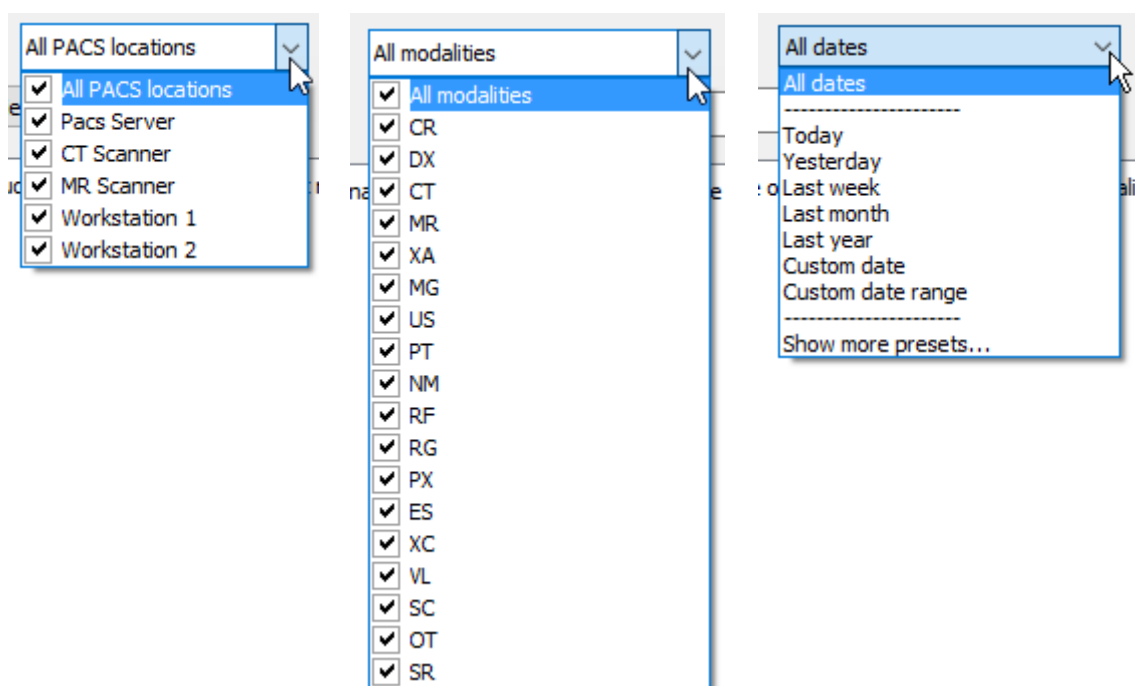 All PACS locations
All PACS locations
Pacs Server
CT Scanner
MR Scanner
Workstation 1
Workstation 2
All modalities
All modalities
CR
DX
CT
MR
XA
MG
US
PT
NM
RF
RG
PX
ES
XC
VL
SC
OT
SR
All dates
All dates
----------------------
Today
Yesterday
Last week
Last month
Last year
Custom date
Custom date range
----------------------
Show more presets...